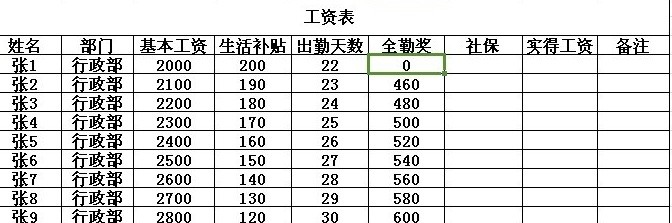 工资表
姓名 部门 基本工资 生活补贴 出勤天数 全勤奖 社保 实得工资 备注
张1 行政部 2000 200 22 0
张2 行政部 2100 190 23 460
张3 行政部 2200 180 24 480
张4 行政部 2300 170 25 500
张5 行政部 2400 160 26 520
张6 行政部 2500 150 27 540
张7 行政部 2600 140 28 560
张8 行政部 2700 130 29 580
张9 行政部 2800 120 30 600